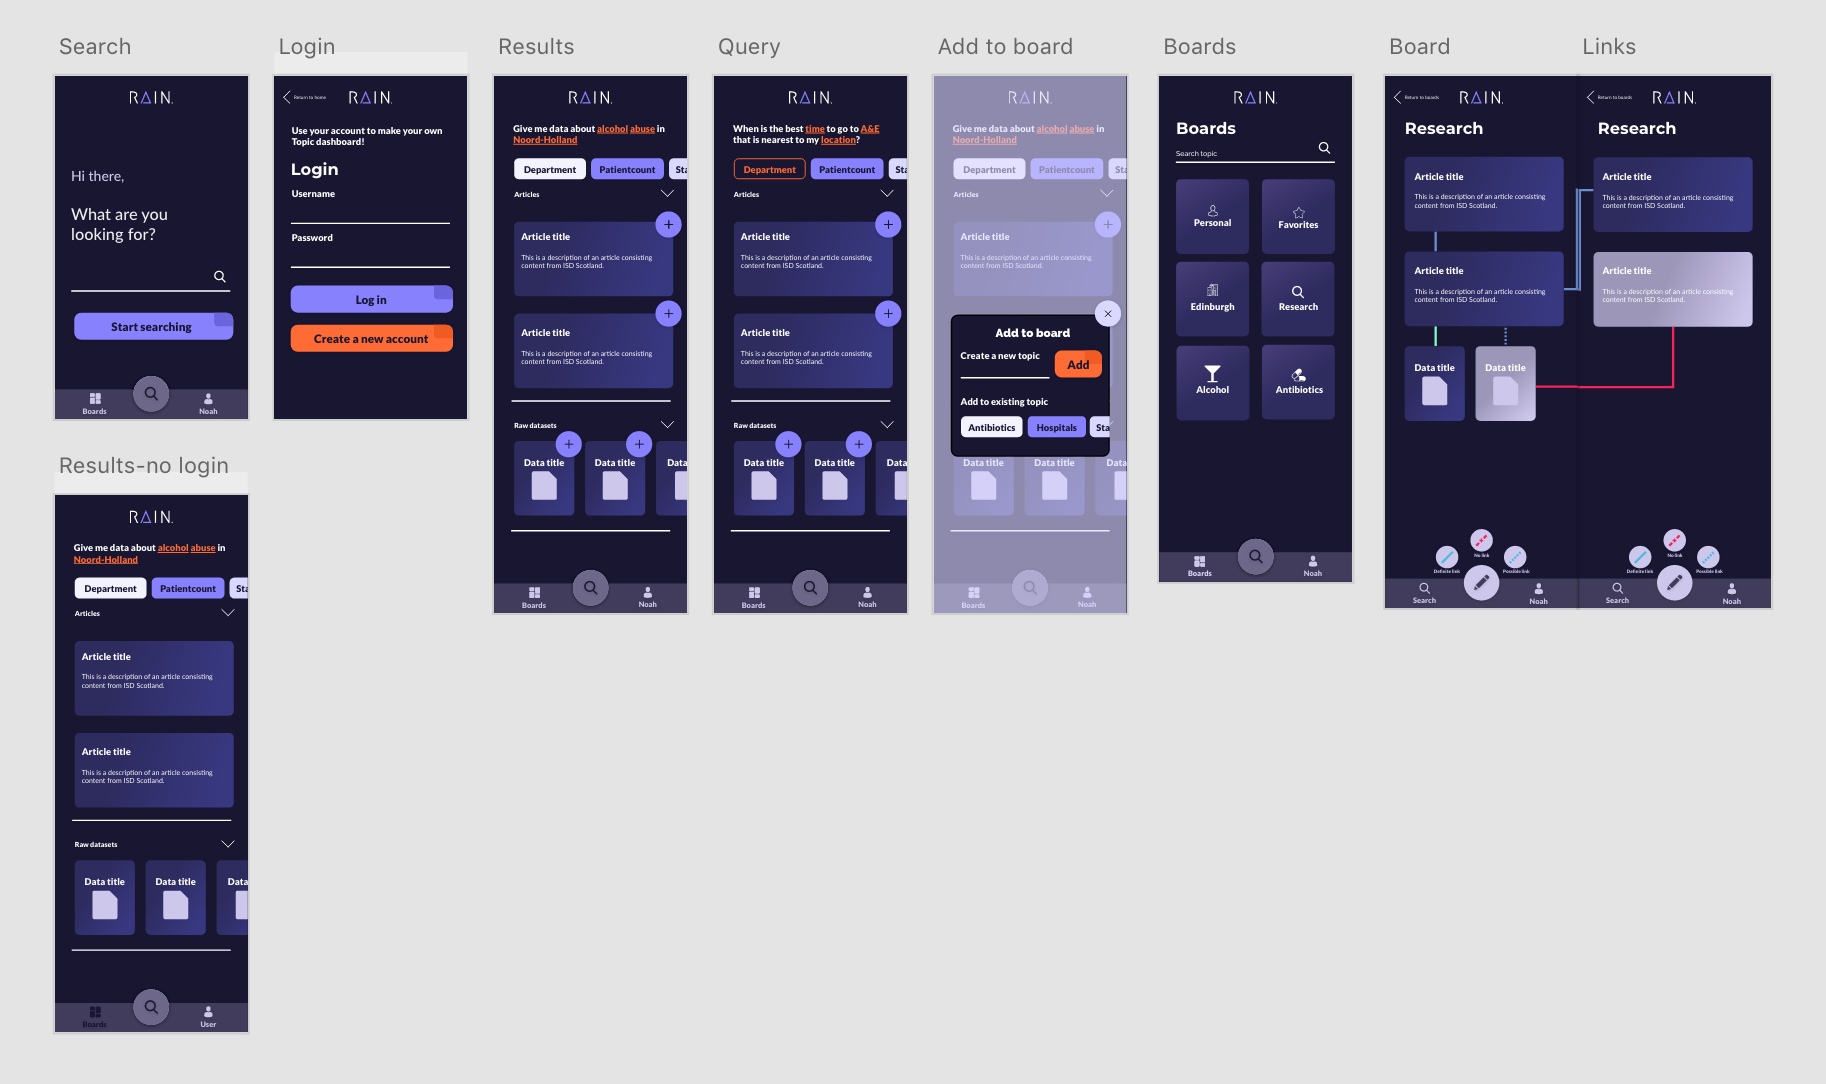 Search
RAIN.
Hi there,
What are you
looking for?
Start searching
Boards
Noah
Login
Return to home
RAIN.
Use your account to make your own
Topic dashboard!
Login
Username
Password
Log in
Create a new account
Results
RAIN.
Give me data about alcohol abuse in
Noord-Holland
Department
Patientcount
Sta
Articles
Article title
This is a description of an article consisting
content from ISD Scotland.
Article title
This is a description of an article consisting
content from ISD Scotland.
Raw datasets
Data title
Data title
Data
Boards
Noah
Query
RAIN.
When is the best time to go to A&E
that is nearest to my location?
Department
Patientcount
Sta
Articles
Article title
This is a description of an article consisting
content from ISD Scotland.
Article title
This is a description of an article consisting
content from ISD Scotland.
Raw datasets
Data title
Data title
Data
Boards
Noah
Add to board
RAIN.
Give me data about alcohol abuse in
Noord-Holland
Department
Patientcount
Sta
Articles
Article title
This is a description of an article consisting
content from ISD Scotland.
Add to board
Create a new topic
Add
Add to existing topic
Antibiotics
Hospitals
Sta
Data title
Data title
Data
Boards
Noah
Boards
RAIN.
Boards
Search topic
Personal
Favorites
Edinburgh
Research
Alcohol
Antibiotics
Boards
Noah
Board
Return to boards
RAIN.
Research
Article title
This is a description of an article consisting
content from ISD Scotland.
Article title
This is a description of an article consisting
content from ISD Scotland.
Data title
Data title
No link
Definite link
Possible link
Search
Noah
Links
Return to boards
RAIN.
Research
Article title
This is a description of an article consisting
content from ISD Scotland.
Article title
This is a description of an article consisting
content from ISD Scotland.
No link
Definite link
Possible link
Search
Noah
Results-no login
RAIN.
Give me data about alcohol abuse in
Noord-Holland
Department
Patientcount
Sta
Articles
Article title
This is a description of an article consisting
content from ISD Scotland.
Article title
This is a description of an article consisting
content from ISD Scotland.
Raw datasets
Data title
Data title
Data
Boards
User